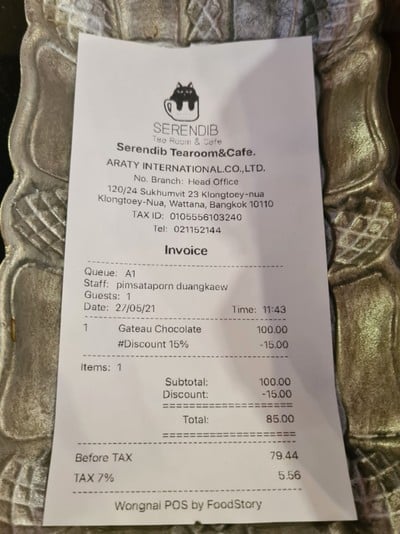 SERENDIB
Tea Room & Cafe
Serendib Tearoom&Cafe.
ARATY INTERNATIONAL.CO.,LTD.
No. Branch: Head Office
120/24 Sukhumvit 23 Klongtoey-nua
Klongtoey-Nua, Wattana, Bangkok 10110
TAX ID: 0105556103240
Tel: 021152144
Invoice
Queue: A1
Staff: pimsataporn duangkaew
Guests: 1
Date: 27/05/21 Time: 11:43
1 Gateau Chocolate 100.00
#Discount 15% -15.00
Items: 1
Subtotal: 100.00
Discount: -15.00
Total: 85.00
Before TAX 79.44
TAX 7% 5.56
Wongnai POS by FoodStory